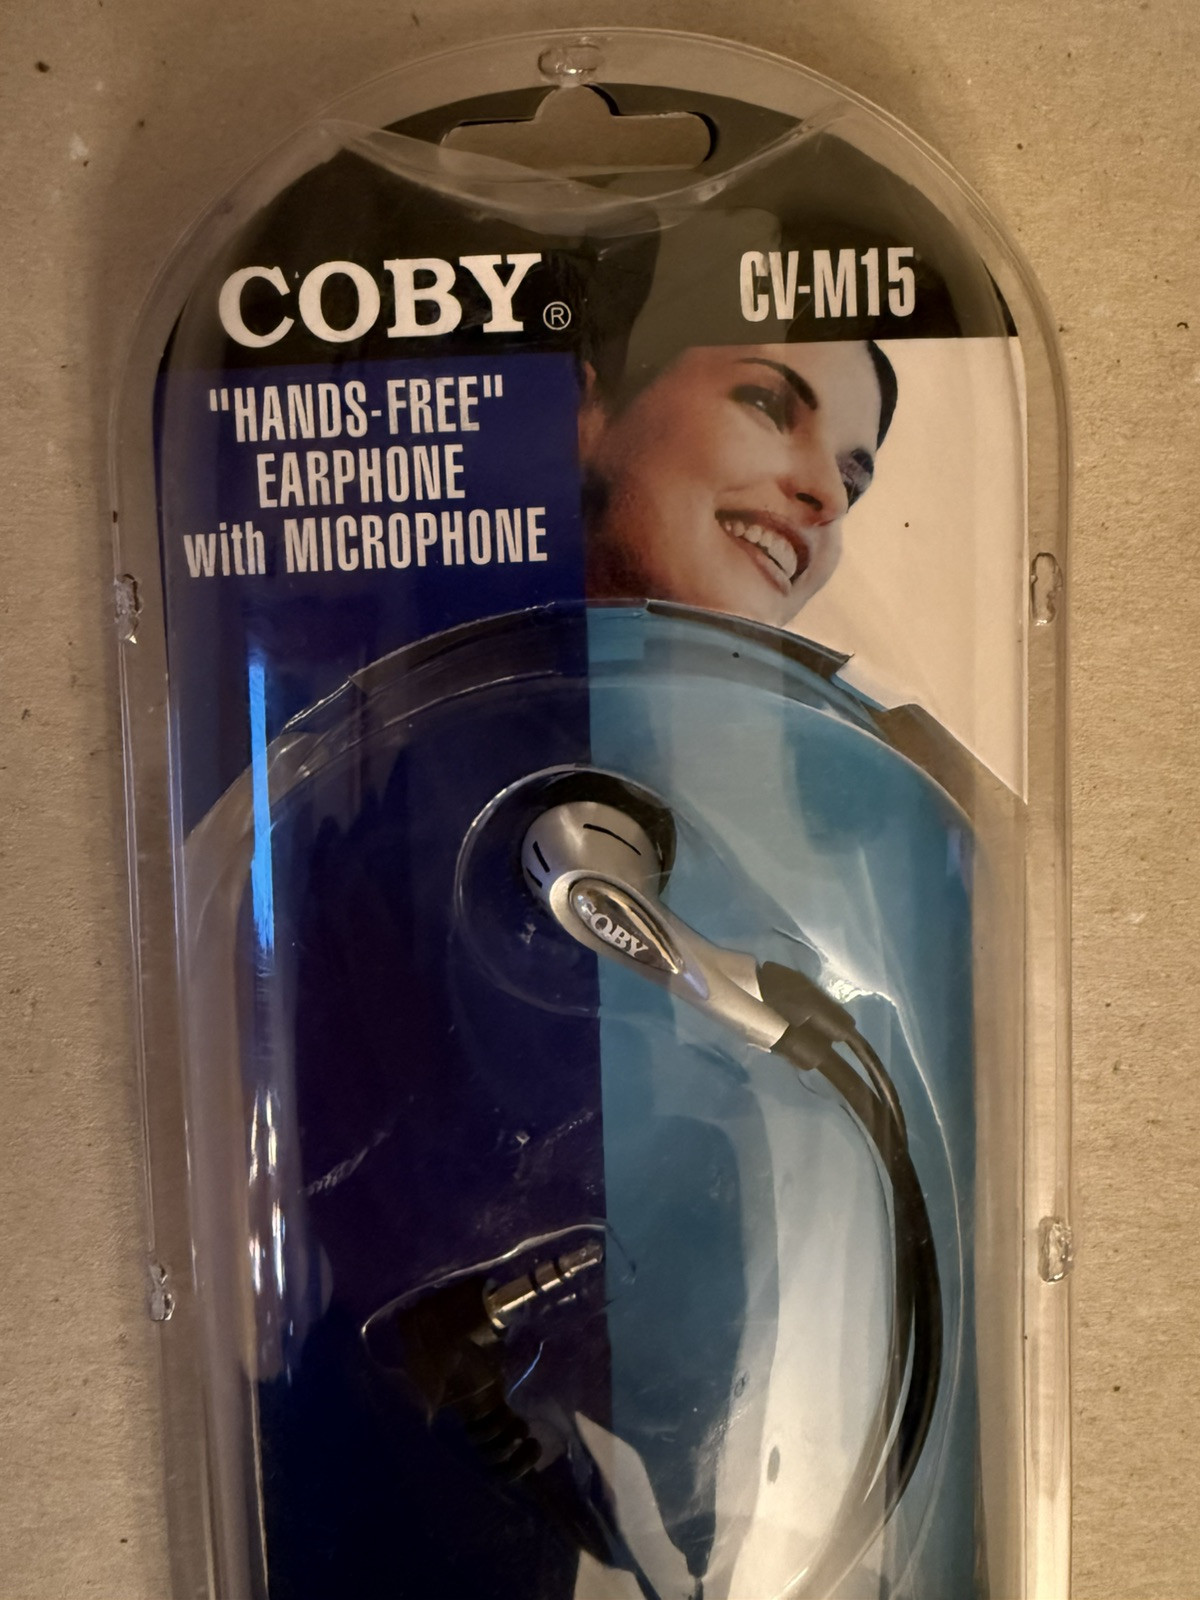 COBY®
CV-M15
"HANDS-FREE"
EARPHONE
with MICROPHONE
COBY